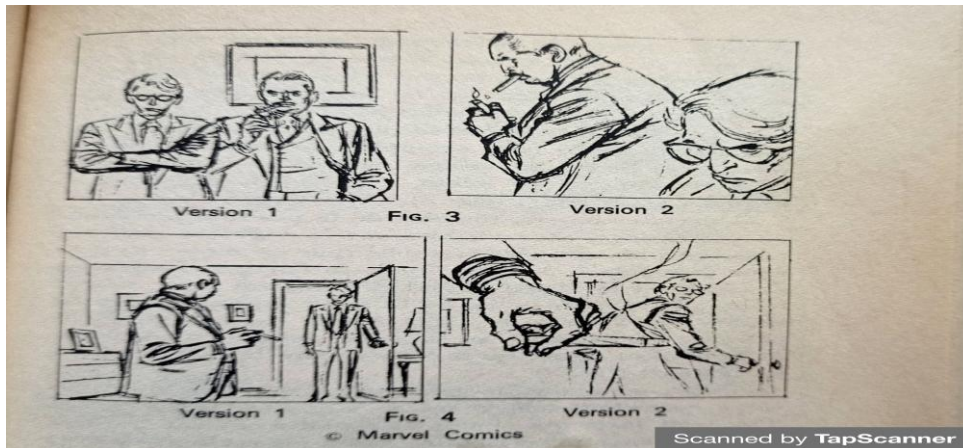 Version 1
FIG. 3
Version 2
Version 1
FIG. 4
Version 2
© Marvel Comics
Scanned by TapScanner